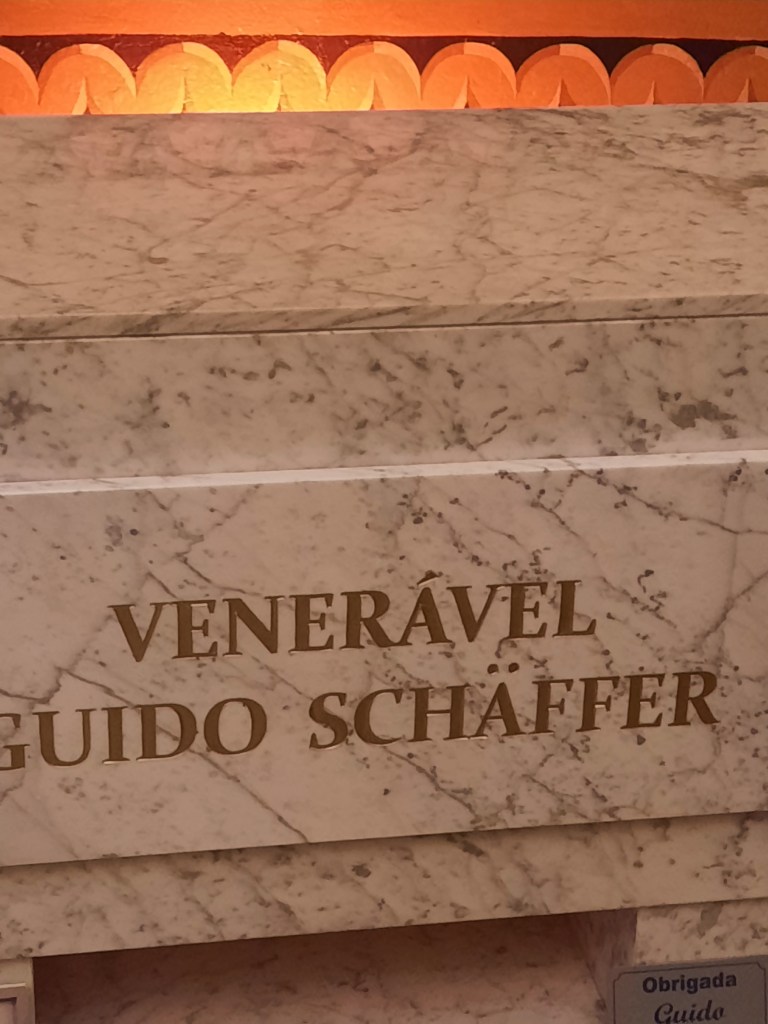 VENERÁVEL
GUIDO SCHÄFFER
Obrigada
Guido